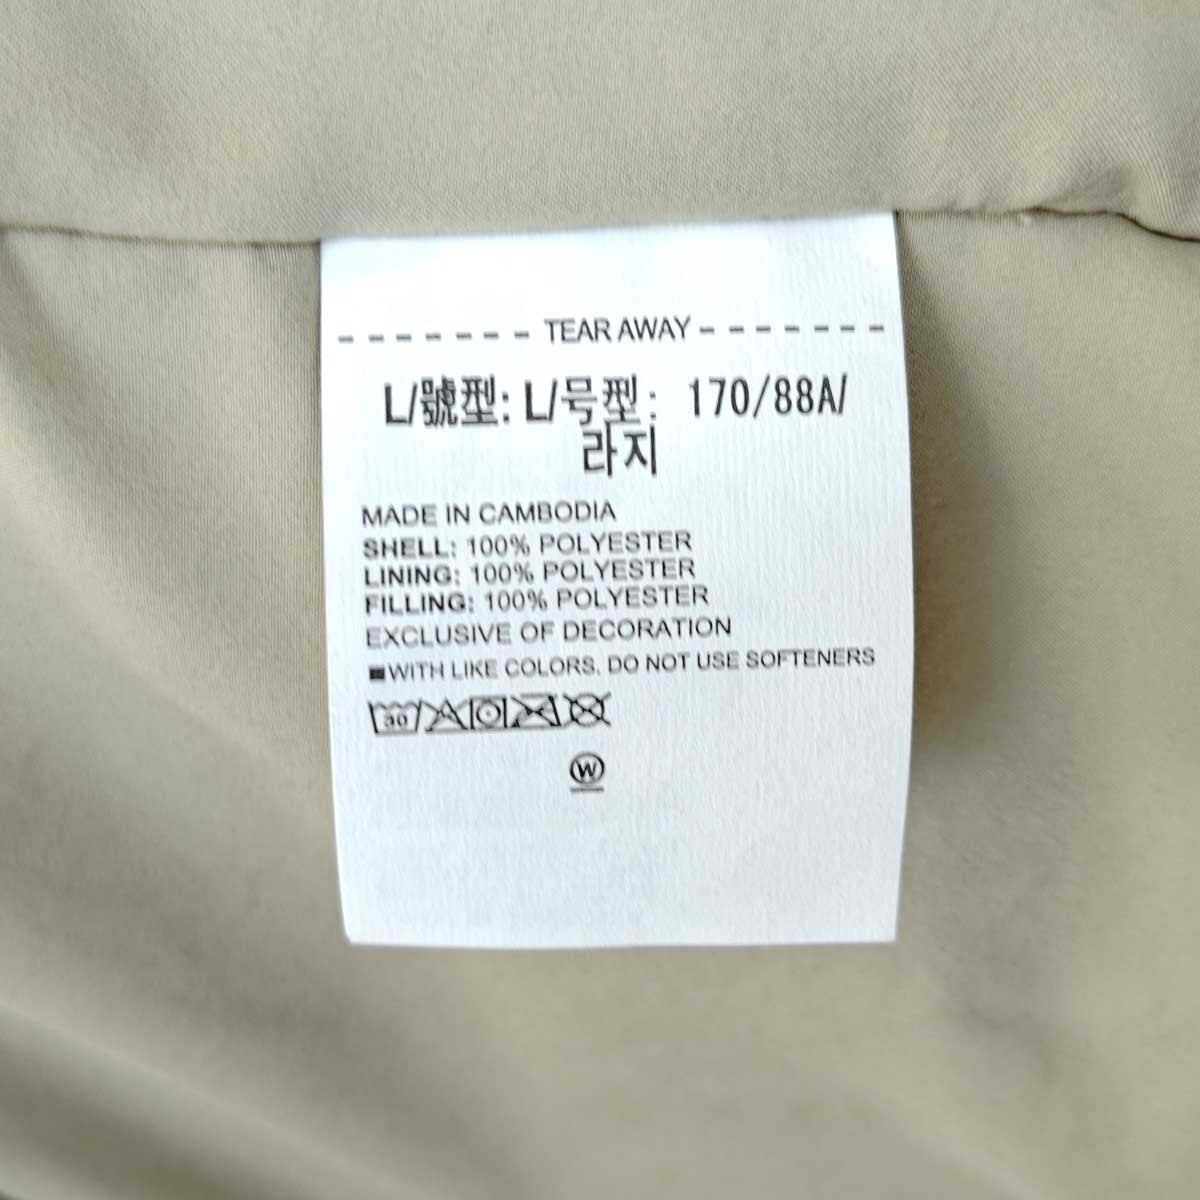 TEAR AWAY
L/號型: L/号型: 170/88A/
라지
MADE IN CAMBODIA
SHELL: 100% POLYESTER
LINING: 100% POLYESTER
FILLING: 100% POLYESTER
EXCLUSIVE OF DECORATION
■WITH LIKE COLORS. DO NOT USE SOFTENERS
30
W